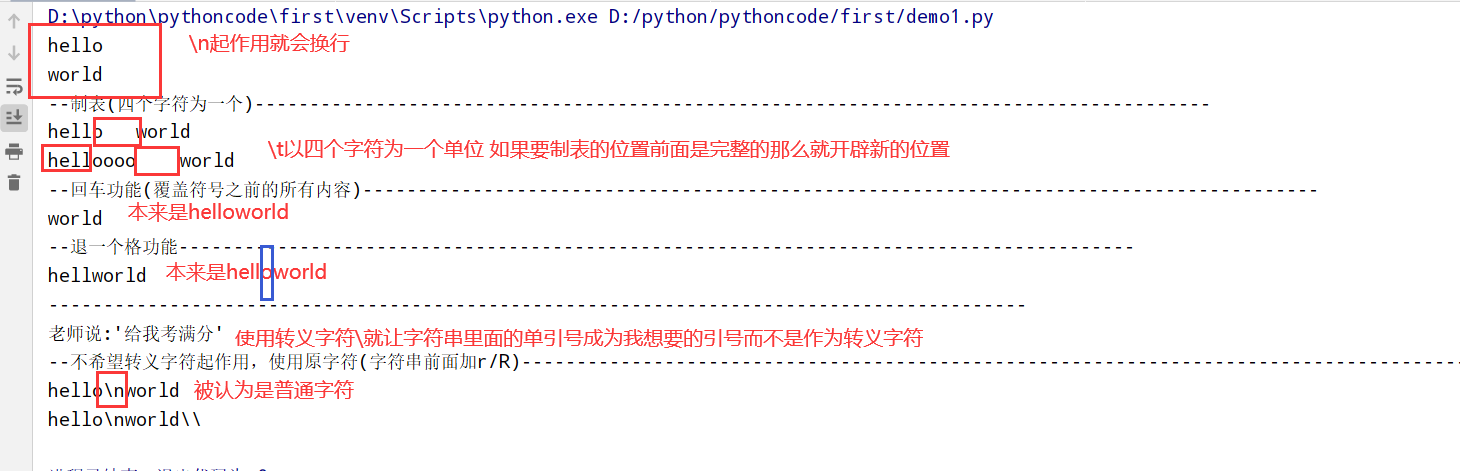 D:\python\pythoncode\first\venv\Scripts\python.exe D:/python/pythoncode/first/demo1.py
hello \n起作用就会换行
world
--制表(四个字符为一个)---------------------------------------------------------------------------------------
hello   world
helloooo    world \t以四个字符为一个单位 如果要制表的位置前面是完整的那么就开辟新的位置
--回车功能(覆盖符号之前的所有内容)---------------------------------------------------------------------------------------
world 本来是helloworld
--退一个格功能---------------------------------------------------------------------------------------
hellworld 本来是helloworld
-----------------------------------------------------------------------------------------
老师说:'给我考满分' 使用转义字符\就让字符串里面的单引号成为我想要的引号而不是作为转义字符
--不希望转义字符起作用，使用原字符(字符串前面加r/R)---------------------------------------------------------------------------------------
hello\nworld 被认为是普通字符
hello\nworld\\